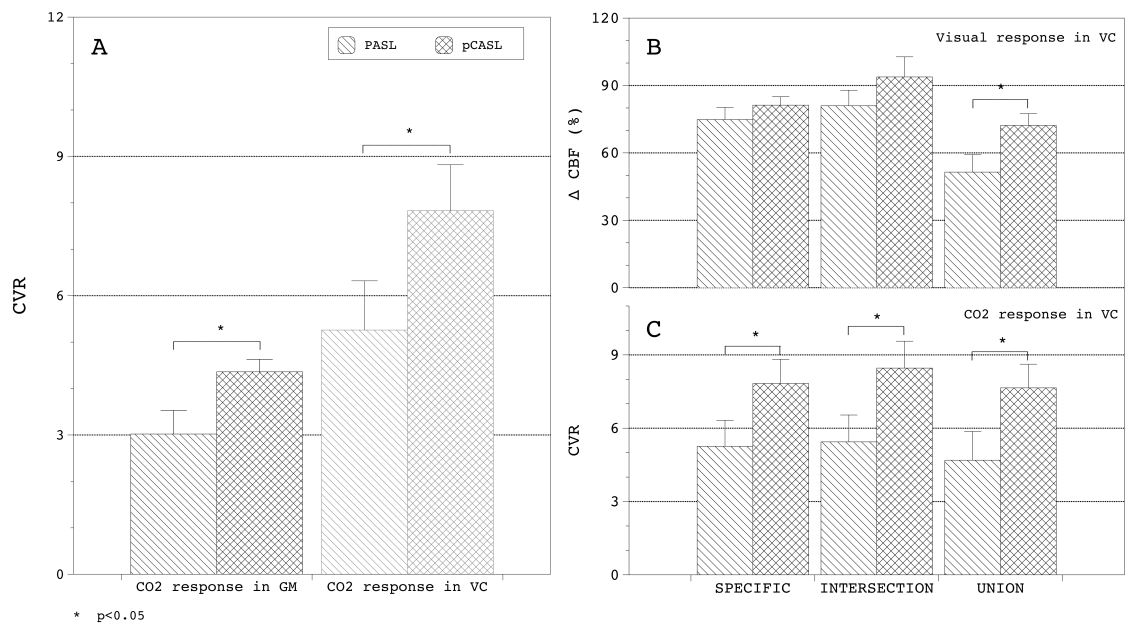 A
PASL
pCASL
12
9
6
3
0
CVR
*
*
CO2 response in GM
CO2 response in VC
* p<0.05
B
Visual response in VC
120
90
60
30
0
Δ CBF (%)
*
C
CO2 response in VC
9
6
3
0
CVR
*
*
*
SPECIFIC
INTERSECTION
UNION